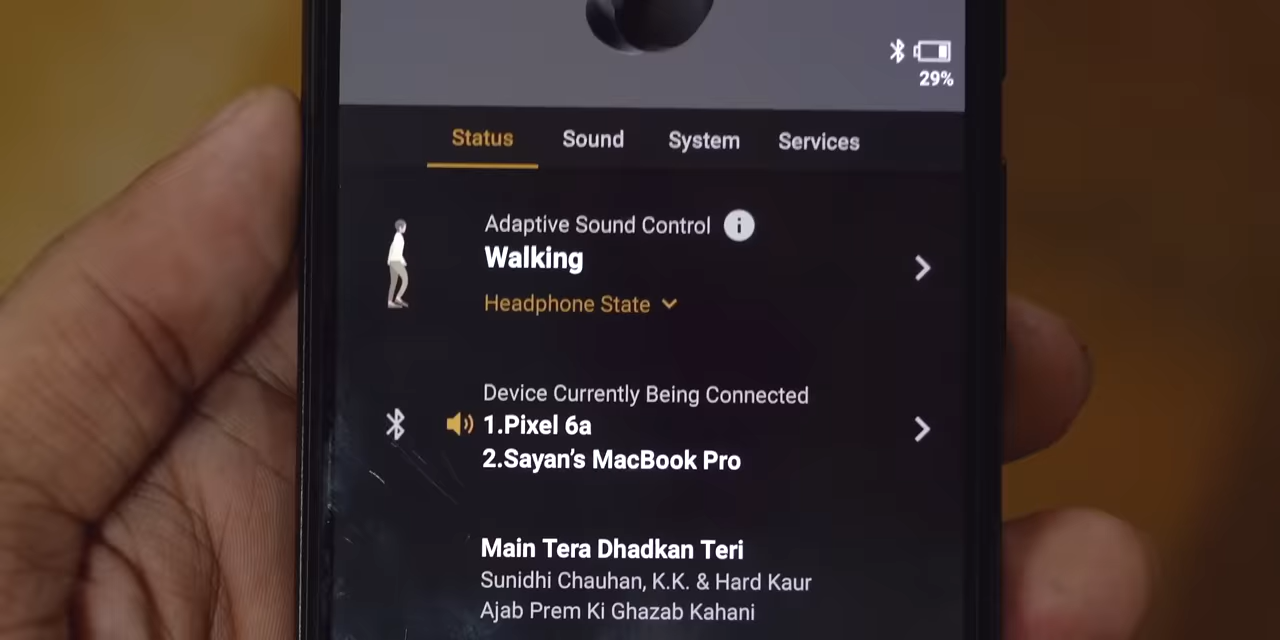 29%
Status Sound System Services
Adaptive Sound Control i
Walking
Headphone State
Device Currently Being Connected
1.Pixel 6a
2.Sayan's MacBook Pro
Main Tera Dhadkan Teri
Sunidhi Chauhan, K.K. & Hard Kaur
Ajab Prem Ki Ghazab Kahani